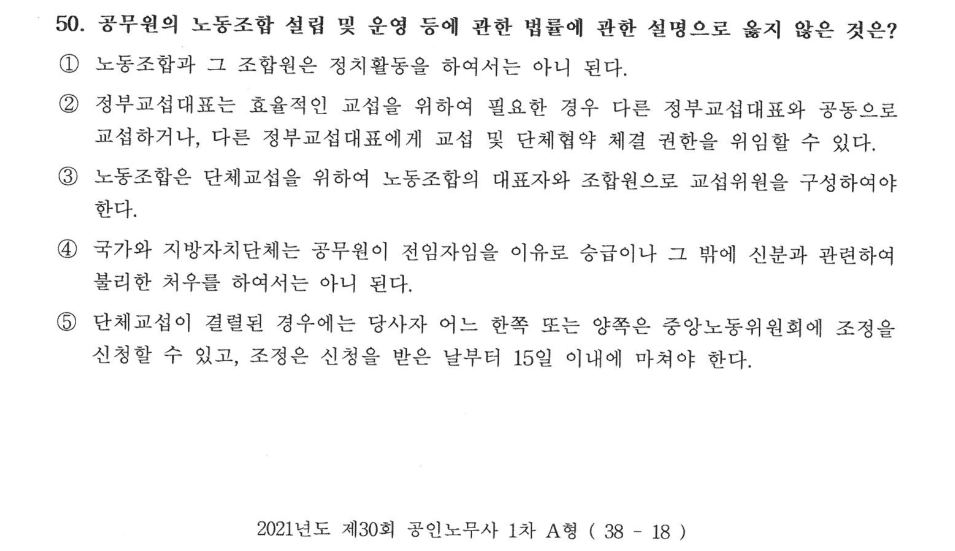 50. 공무원의 노동조합 설립 및 운영 등에 관한 법률에 관한 설명으로 옳지 않은 것은?
① 노동조합과 그 조합원은 정치활동을 하여서는 아니 된다.
② 정부교섭대표는 효율적인 교섭을 위하여 필요한 경우 다른 정부교섭대표와 공동으로
교섭하거나, 다른 정부교섭대표에게 교섭 및 단체협약 체결 권한을 위임할 수 있다.
③ 노동조합은 단체교섭을 위하여 노동조합의 대표자와 조합원으로 교섭위원을 구성하여야
한다.
④ 국가와 지방자치단체는 공무원이 전임자임을 이유로 승급이나 그 밖에 신분과 관련하여
불리한 처우를 하여서는 아니 된다.
⑤ 단체교섭이 결렬된 경우에는 당사자 어느 한쪽 또는 양쪽은 중앙노동위원회에 조정을
신청할 수 있고, 조정은 신청을 받은 날부터 15일 이내에 마쳐야 한다.
2021년도 제30회 공인노무사 1차 A형 ( 38 - 18 )